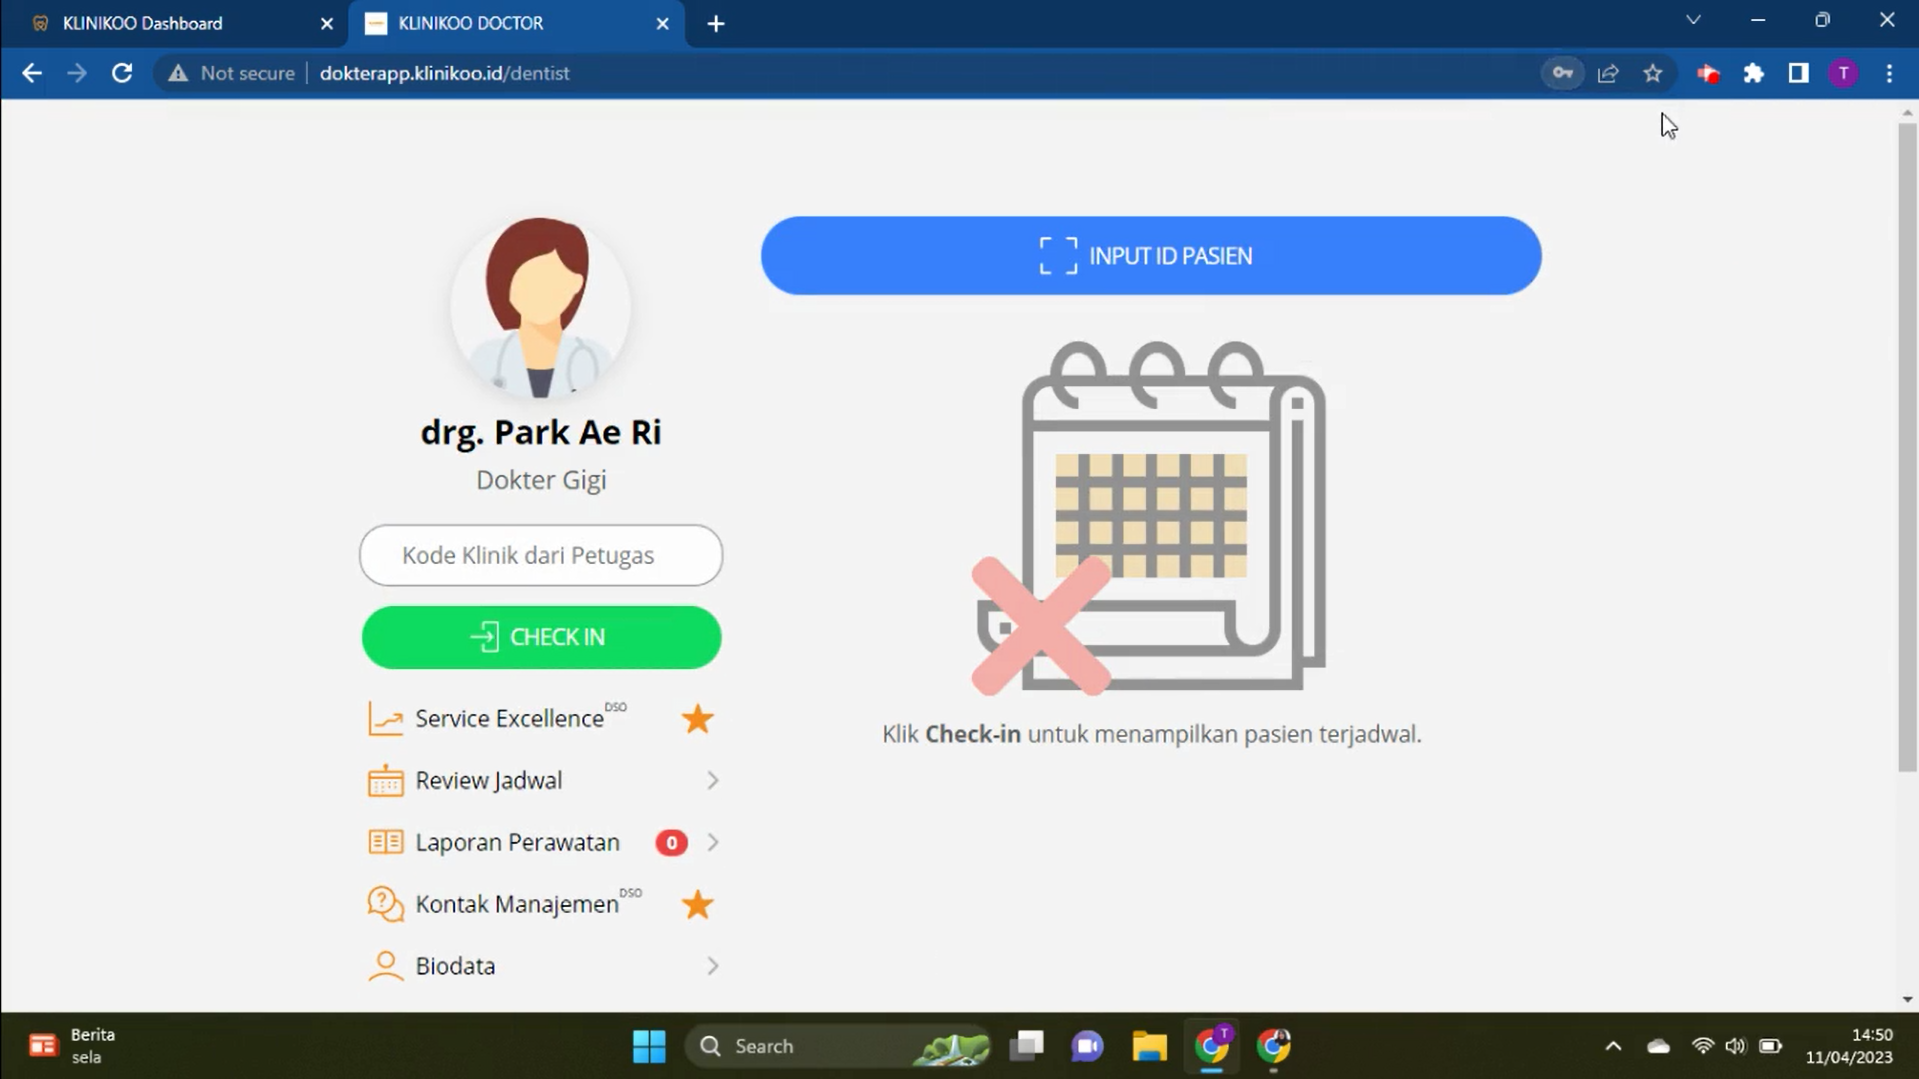 KLINIKOO Dashboard
KLINIKOO DOCTOR
Not secure
dokterapp.klinikoo.id/dentist
T
INPUT ID PASIEN
drg. Park Ae Ri
Dokter Gigi
Kode Klinik dari Petugas
CHECK IN
Service Excellence DSO
Review Jadwal
Laporan Perawatan 0
Kontak Manajemen DSO
Biodata
Klik Check-in untuk menampilkan pasien terjadwal.
Berita
sela
Search
T
14:50
11/04/2023